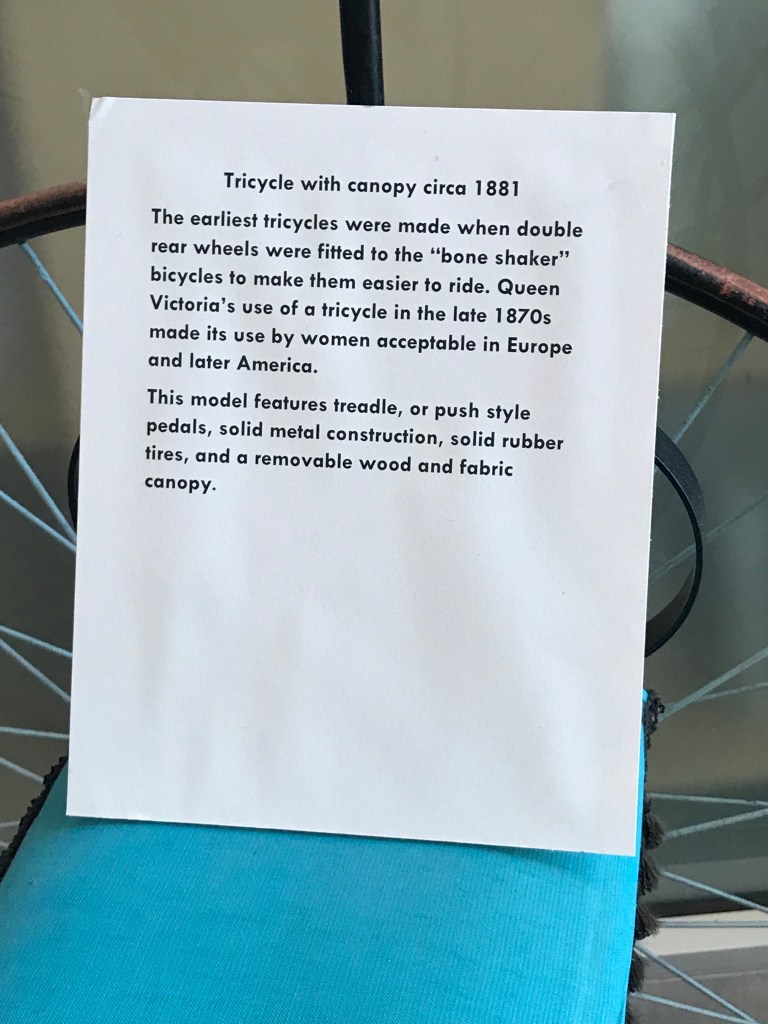 Tricycle with canopy circa 1881
The earliest tricycles were made when double
rear wheels were fitted to the “bone shaker”
bicycles to make them easier to ride. Queen
Victoria’s use of a tricycle in the late 1870s
made its use by women acceptable in Europe
and later America.
This model features treadle, or push style
pedals, solid metal construction, solid rubber
tires, and a removable wood and fabric
canopy.